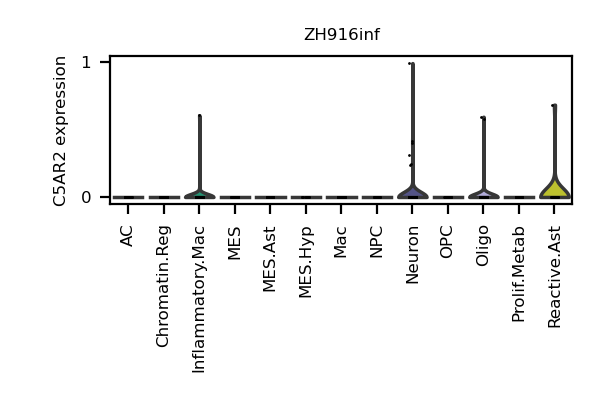 ZH916inf
C5AR2 expression
1
0
AC
Chromatin.Reg
Inflammatory.Mac
MES
MES.Ast
MES.Hyp
Mac
NPC
Neuron
OPC
Oligo
Prolif.Metab
Reactive.Ast